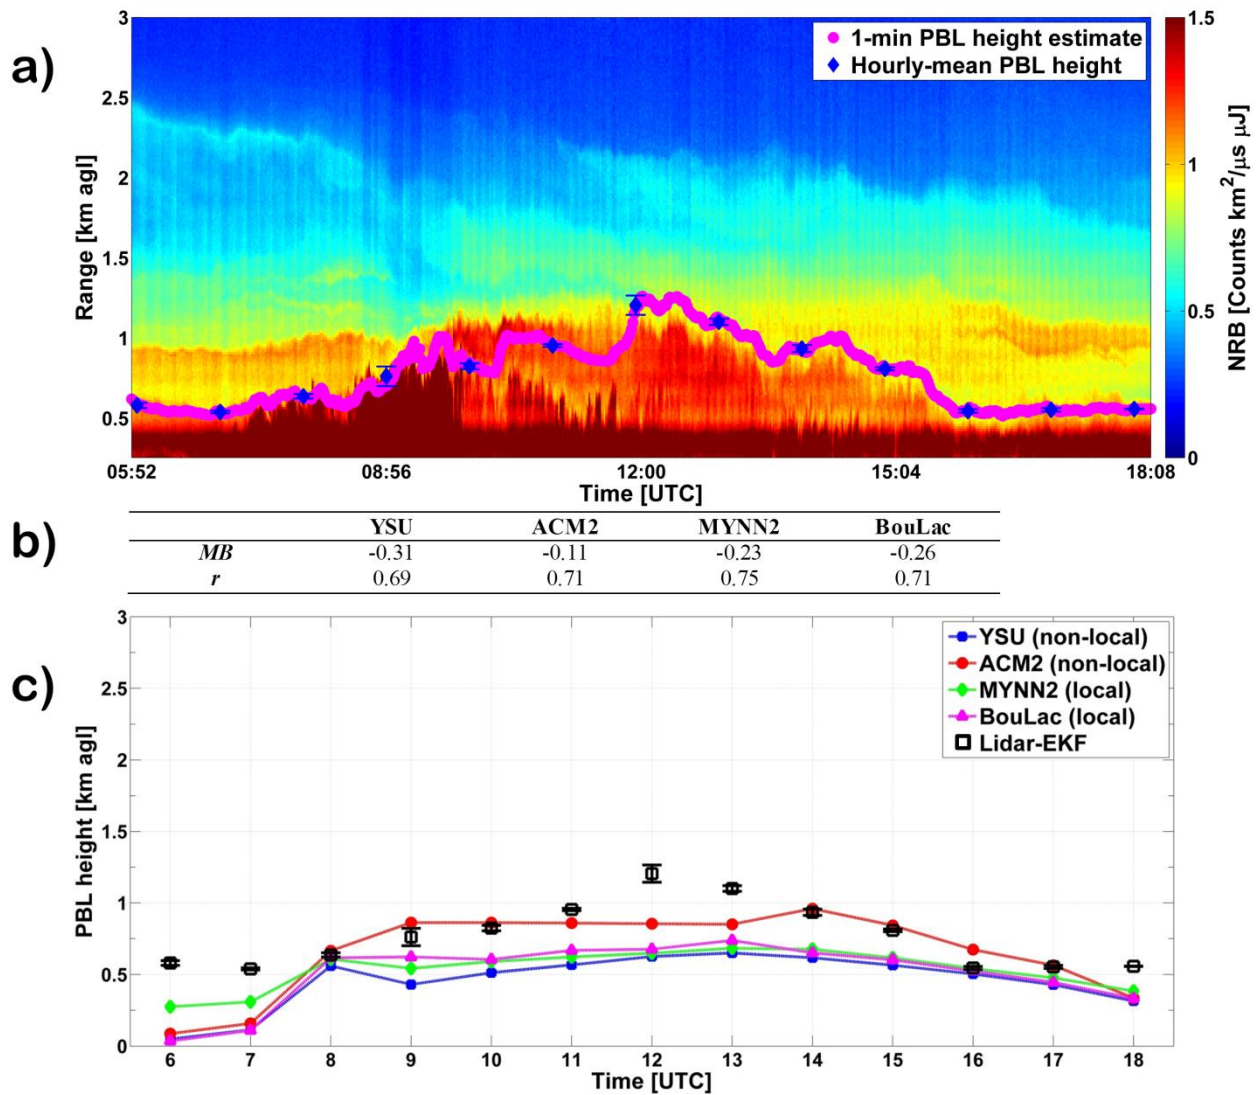 a)
3
2.5
2
1.5
1
0.5
Range [km agl]
1-min PBL height estimate
Hourly-mean PBL height
1.5
1
0.5
0
NRB [Counts km²/µs µJ]
05:52 08:56 12:00 15:04 18:08
Time [UTC]
b)
YSU ACM2 MYNN2 BouLac
MB -0.31 -0.11 -0.23 -0.26
r 0.69 0.71 0.75 0.71
c)
3
2.5
2
1.5
1
0.5
0
PBL height [km agl]
YSU (non-local)
ACM2 (non-local)
MYNN2 (local)
BouLac (local)
Lidar-EKF
6 7 8 9 10 11 12 13 14 15 16 17 18
Time [UTC]